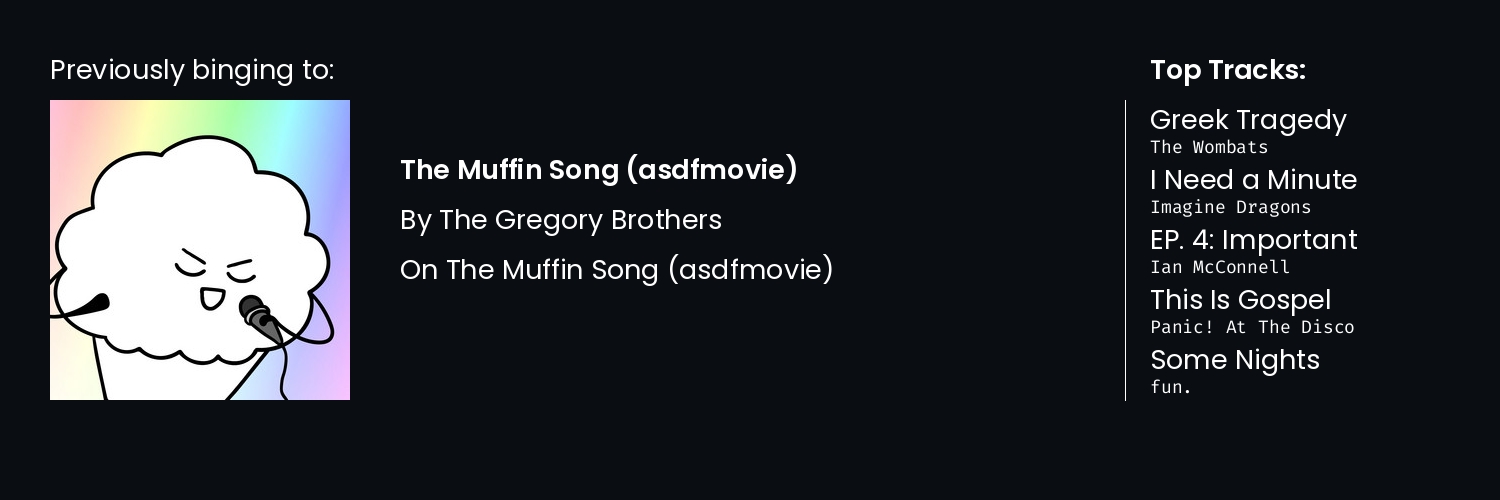 Previously binging to:
The Muffin Song (asdfmovie)
By The Gregory Brothers
On The Muffin Song (asdfmovie)
Top Tracks:
Greek Tragedy
The Wombats
I Need a Minute
Imagine Dragons
EP. 4: Important
Ian McConnell
This Is Gospel
Panic! At The Disco
Some Nights
fun.